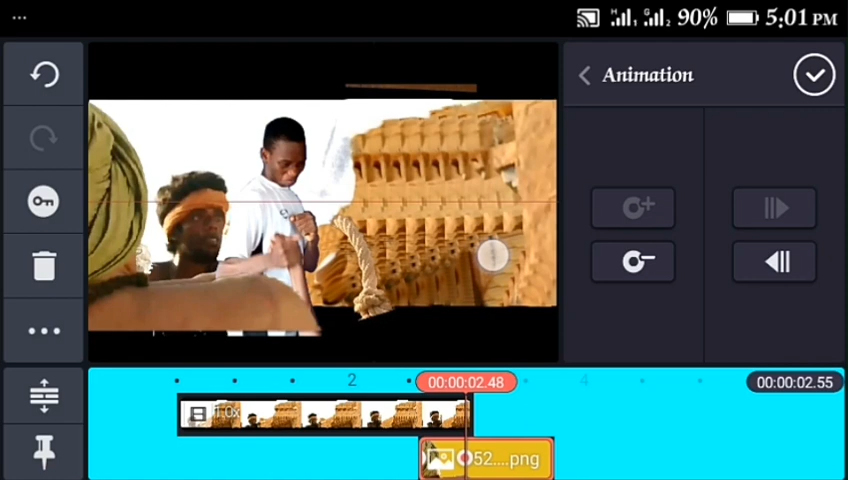 90% 5:01 PM
Animation
2
00:00:02.48
4
00:00:02.55
1.0x
52....png